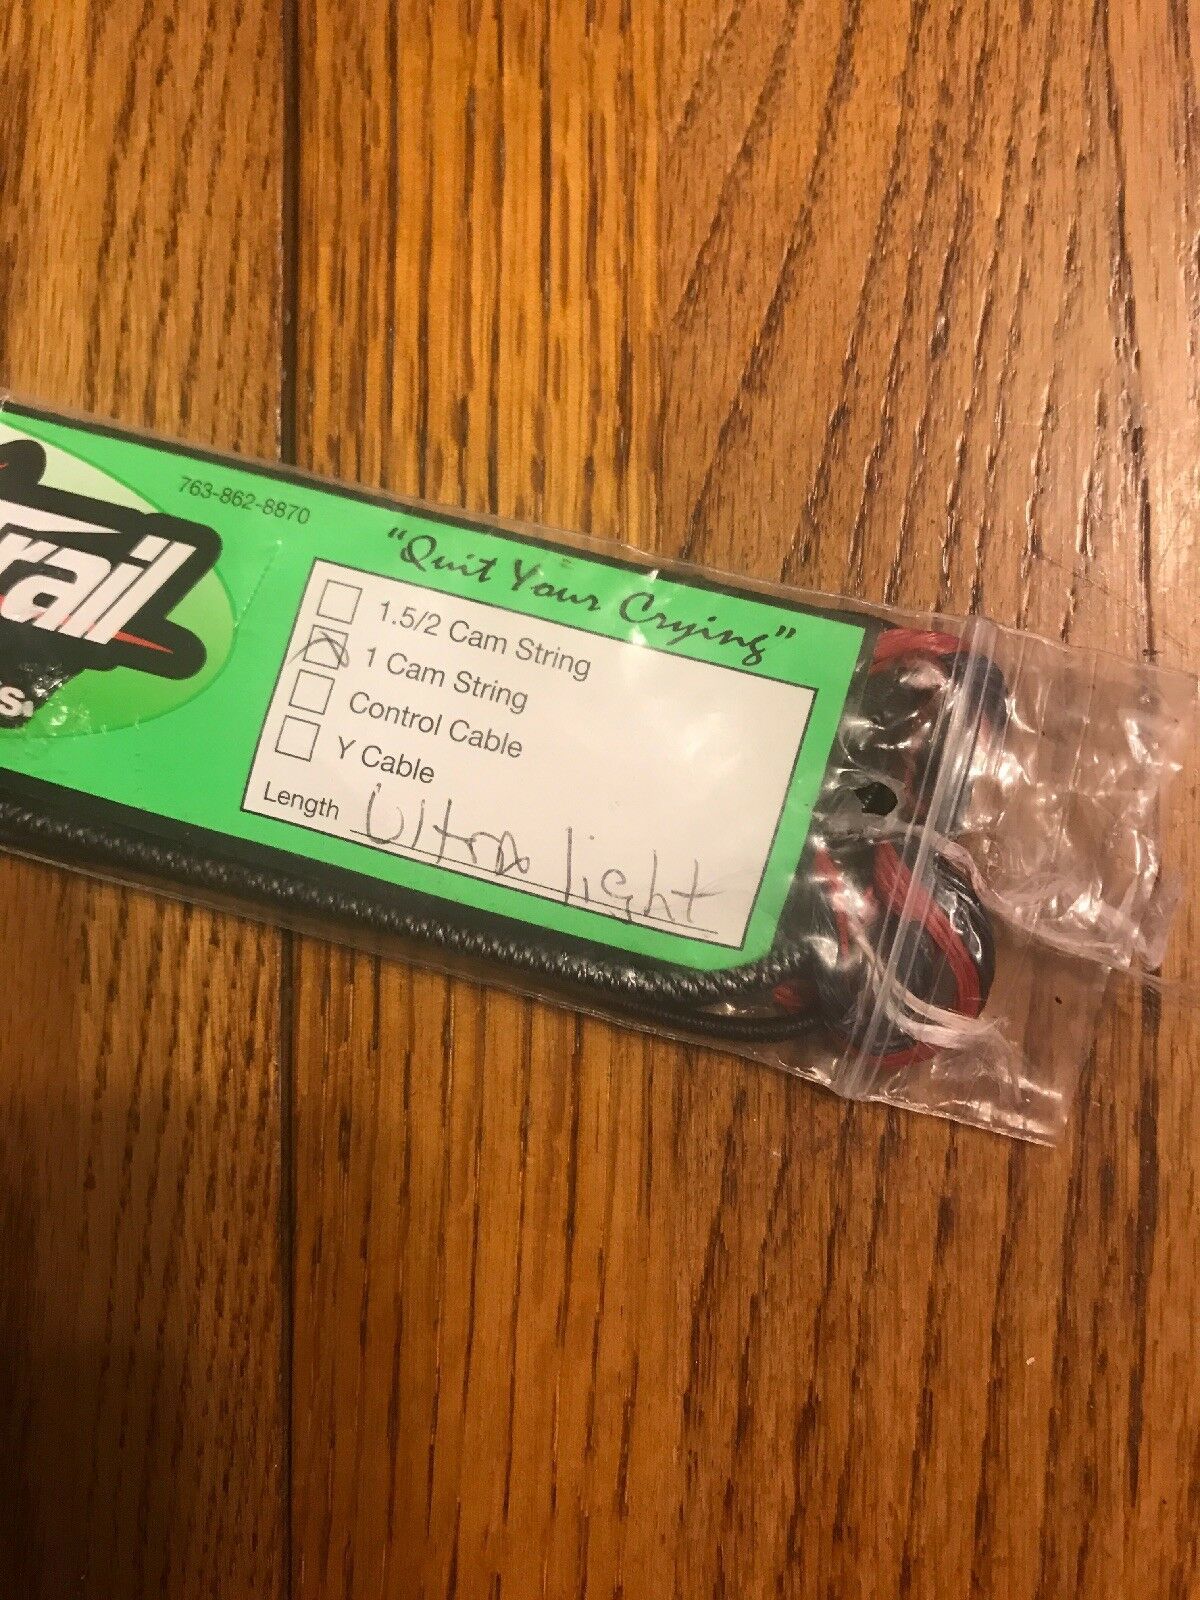 763-862-8870
"Quit Your Crying"
rail
s
1.5/2 Cam String
1 Cam String
Control Cable
Y Cable
Length Ultra light